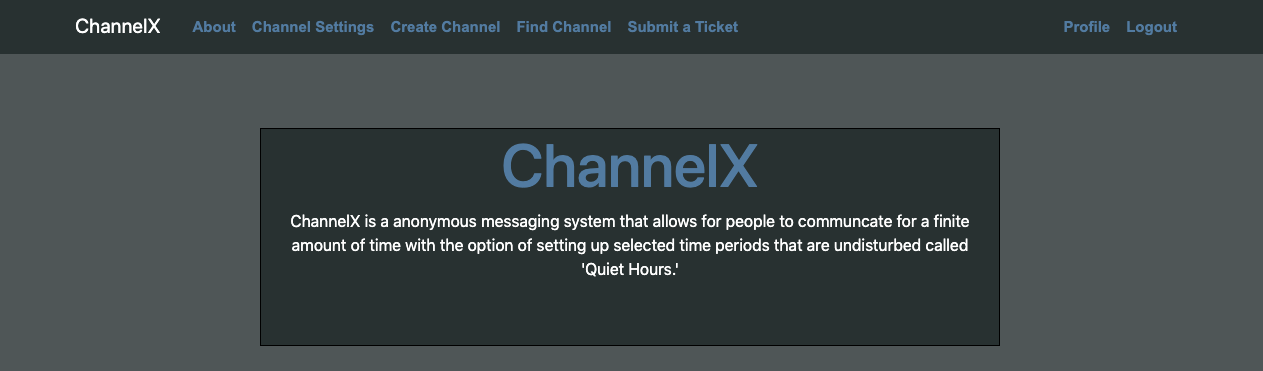 ChannelX About Channel Settings Create Channel Find Channel Submit a Ticket Profile Logout
ChannelX
ChannelX is a anonymous messaging system that allows for people to communcate for a finite
amount of time with the option of setting up selected time periods that are undisturbed called
'Quiet Hours.'